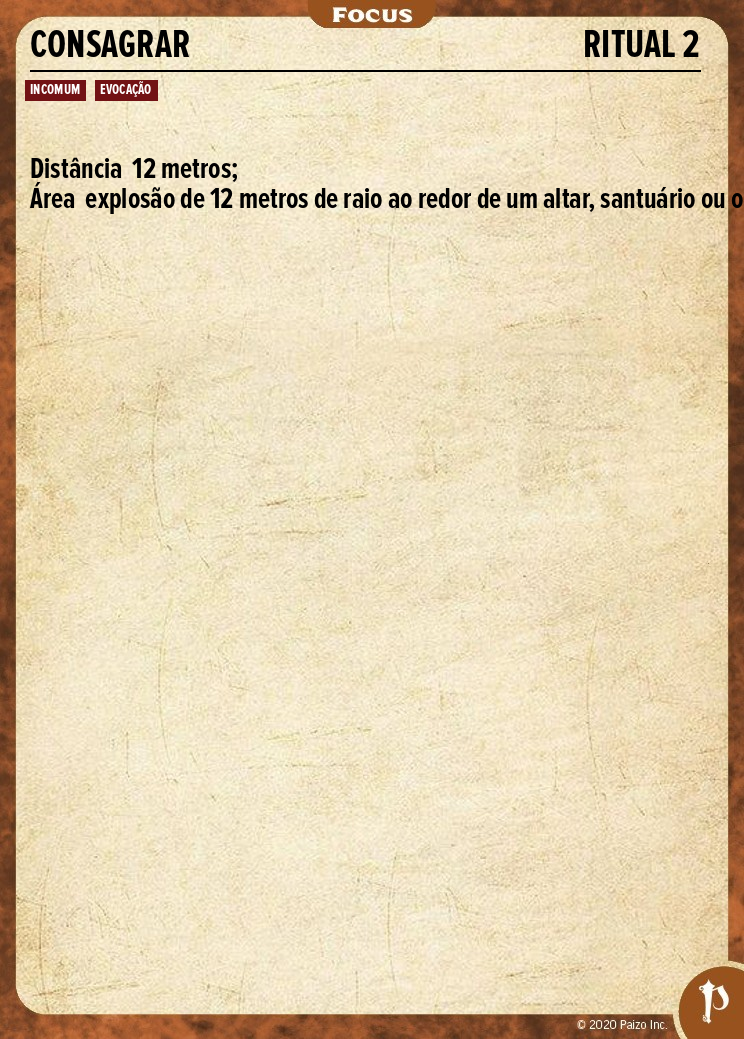 Focus
CONSAGRAR RITUAL 2
INCOMUM EVOCAÇÃO
Distância 12 metros;
Área explosão de 12 metros de raio ao redor de um altar, santuário ou o
© 2020 Paizo Inc.